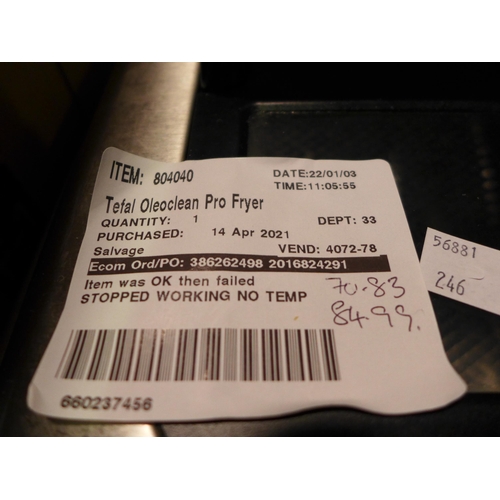 ITEM: 804040
DATE:22/01/03
TIME:11:05:55
Tefal Oleoclean Pro Fryer
QUANTITY: 1
DEPT: 33
PURCHASED: 14 Apr 2021
Salvage
VEND: 4072-78
Ecom Ord/PO: 386262498 2016824291
Item was OK then failed
STOPPED WORKING NO TEMP
70.83
84.99.
660237456
56881
246